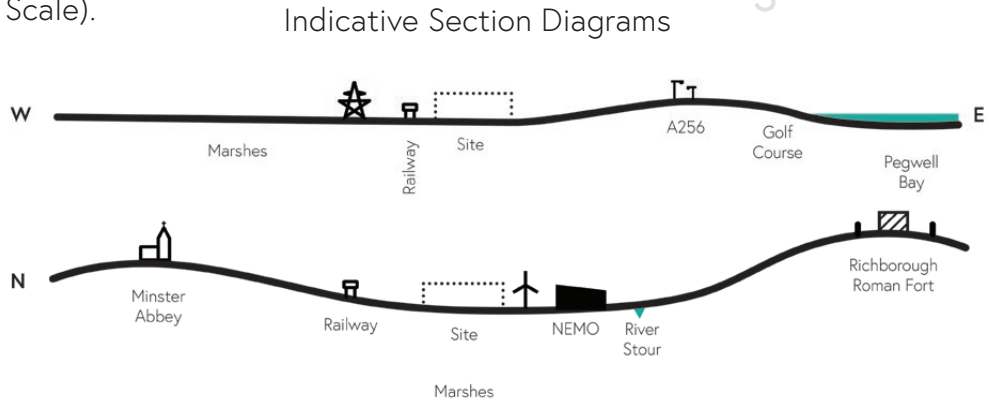 Scale).
Indicative Section Diagrams
W
E
Marshes
Railway
Site
A256
Golf
Course
Pegwell
Bay
N
Minster
Abbey
Railway
Site
NEMO
River
Stour
Richborough
Roman Fort
Marshes